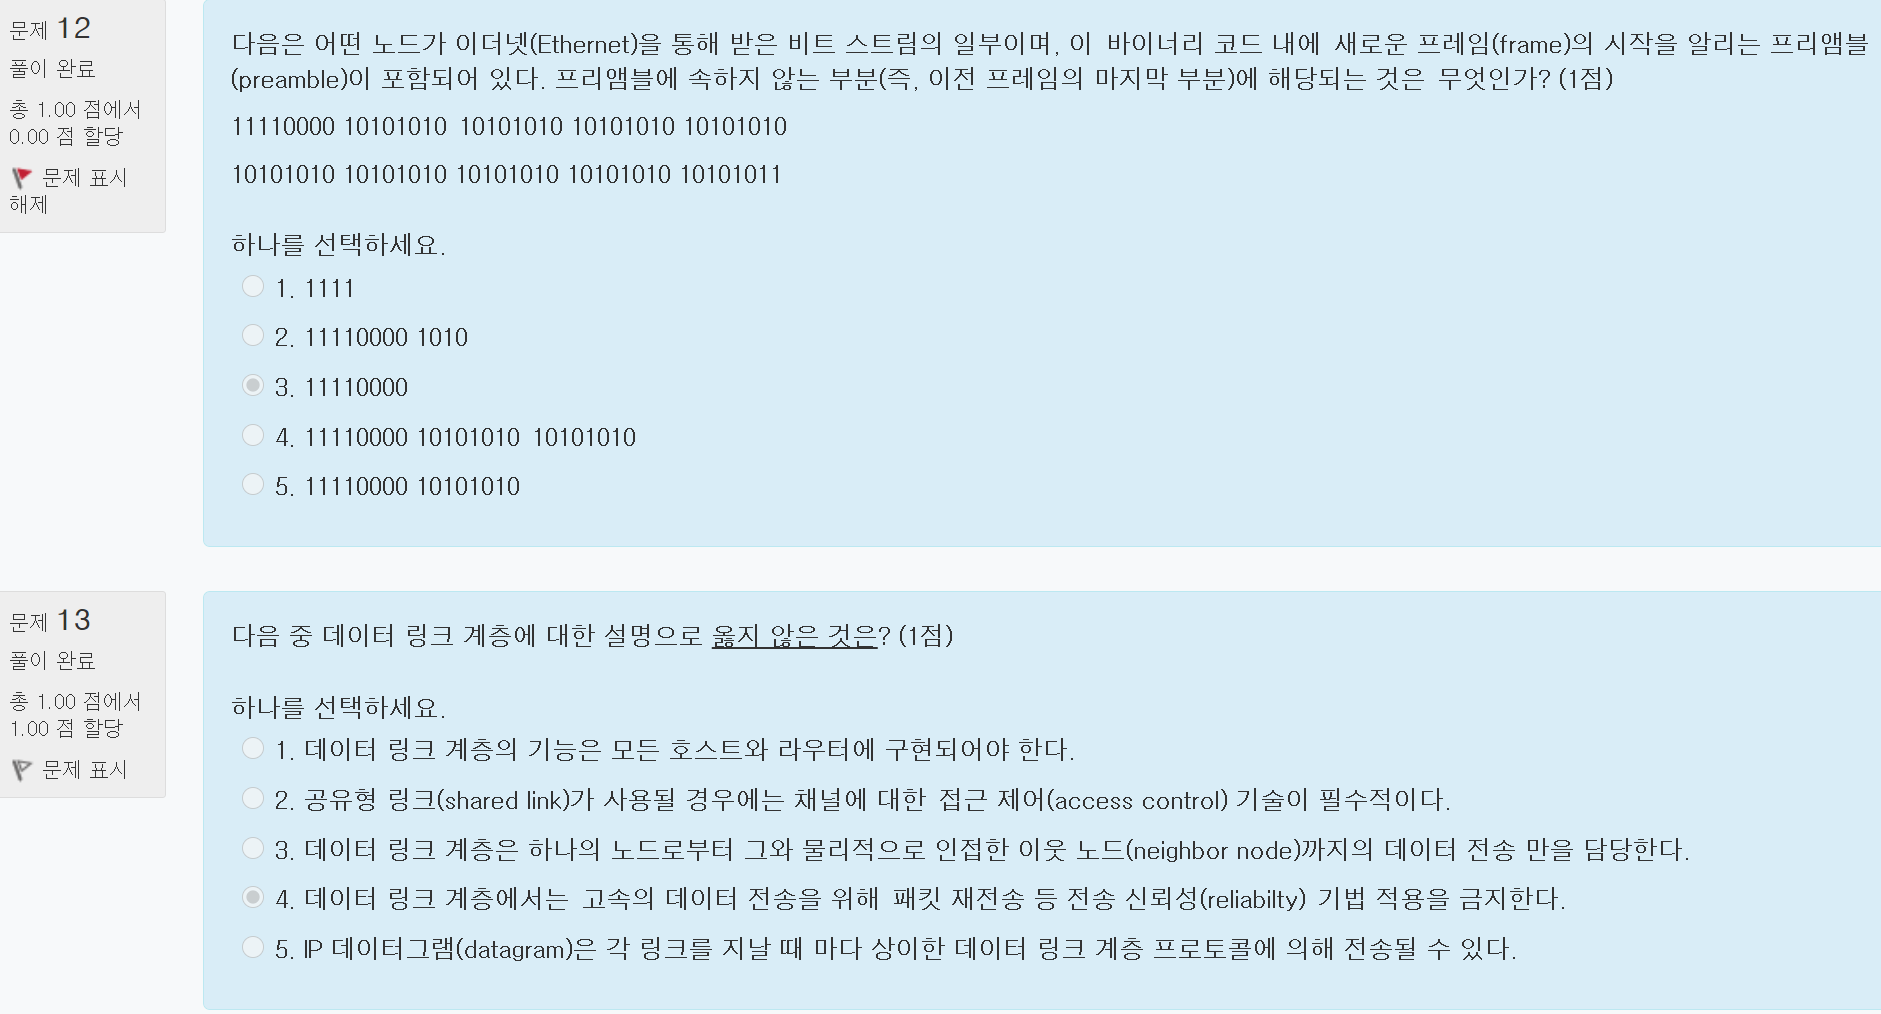 문제 12
풀이 완료
총 1.00 점에서
0.00 점 할당
문제 표시
해제
다음은 어떤 노드가 이더넷(Ethernet)을 통해 받은 비트 스트림의 일부이며, 이 바이너리 코드 내에 새로운 프레임(frame)의 시작을 알리는 프리앰블
(preamble)이 포함되어 있다. 프리앰블에 속하지 않는 부분(즉, 이전 프레임의 마지막 부분)에 해당되는 것은 무엇인가? (1점)
11110000 10101010 10101010 10101010 10101010
10101010 10101010 10101010 10101010 10101011
하나를 선택하세요.
1. 1111
2. 11110000 1010
3. 11110000
4. 11110000 10101010 10101010
5. 11110000 10101010
문제 13
풀이 완료
총 1.00 점에서
1.00 점 할당
문제 표시
다음 중 데이터 링크 계층에 대한 설명으로 옳지 않은 것은? (1점)
하나를 선택하세요.
1. 데이터 링크 계층의 기능은 모든 호스트와 라우터에 구현되어야 한다.
2. 공유형 링크(shared link)가 사용될 경우에는 채널에 대한 접근 제어(access control) 기술이 필수적이다.
3. 데이터 링크 계층은 하나의 노드로부터 그와 물리적으로 인접한 이웃 노드(neighbor node)까지의 데이터 전송 만을 담당한다.
4. 데이터 링크 계층에서는 고속의 데이터 전송을 위해 패킷 재전송 등 전송 신뢰성(reliabilty) 기법 적용을 금지한다.
5. IP 데이터그램(datagram)은 각 링크를 지날 때 마다 상이한 데이터 링크 계층 프로토콜에 의해 전송될 수 있다.